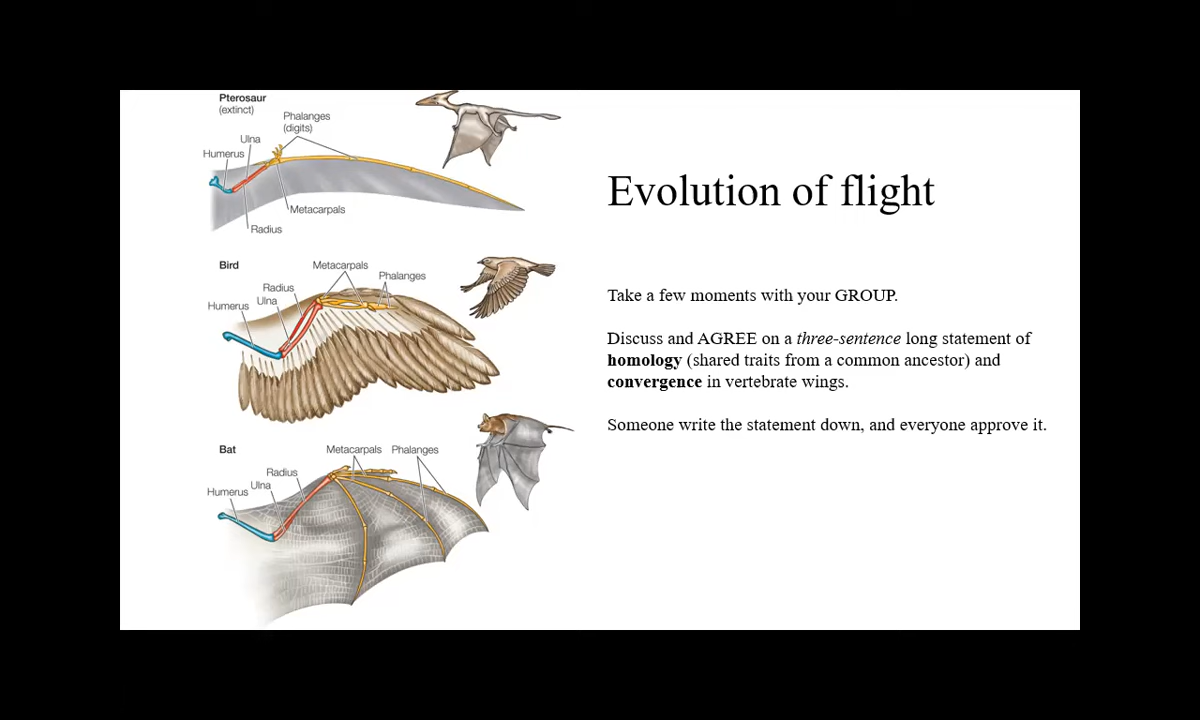 Pterosaur
(extinct)
Phalanges
(digits)
Ulna
Humerus
Metacarpals
Radius
Bird
Metacarpals
Phalanges
Radius
Humerus
Ulna
Bat
Metacarpals
Phalanges
Radius
Ulna
Humerus
Evolution of flight
Take a few moments with your GROUP.
Discuss and AGREE on a three-sentence long statement of
homology (shared traits from a common ancestor) and
convergence in vertebrate wings.
Someone write the statement down, and everyone approve it.